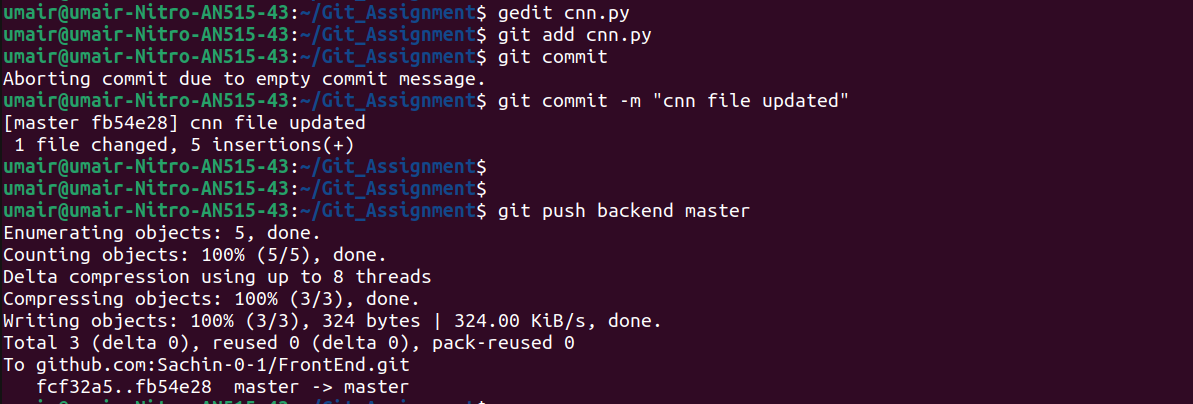 umair@umair-Nitro-AN515-43:~/Git_Assignment$ gedit cnn.py
umair@umair-Nitro-AN515-43:~/Git_Assignment$ git add cnn.py
umair@umair-Nitro-AN515-43:~/Git_Assignment$ git commit
Aborting commit due to empty commit message.
umair@umair-Nitro-AN515-43:~/Git_Assignment$ git commit -m "cnn file updated"
[master fb54e28] cnn file updated
 1 file changed, 5 insertions(+)
umair@umair-Nitro-AN515-43:~/Git_Assignment$
umair@umair-Nitro-AN515-43:~/Git_Assignment$
umair@umair-Nitro-AN515-43:~/Git_Assignment$ git push backend master
Enumerating objects: 5, done.
Counting objects: 100% (5/5), done.
Delta compression using up to 8 threads
Compressing objects: 100% (3/3), done.
Writing objects: 100% (3/3), 324 bytes | 324.00 KiB/s, done.
Total 3 (delta 0), reused 0 (delta 0), pack-reused 0
To github.com:Sachin-0-1/FrontEnd.git
   fcf32a5..fb54e28  master -> master